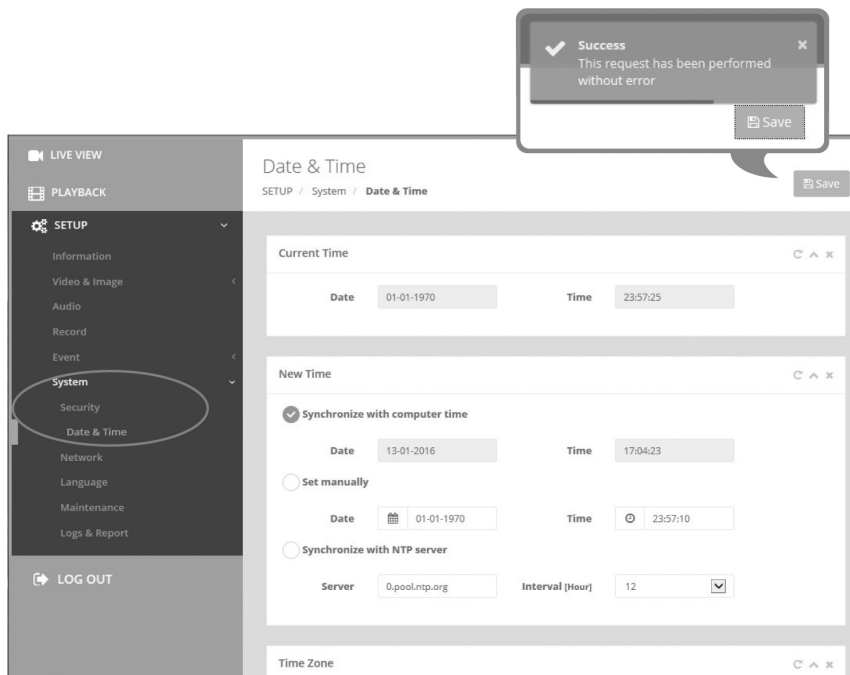 Success
This request has been performed
without error
Save
LIVE VIEW
PLAYBACK
SETUP
Information
Video & Image
Audio
Record
Event
System
Security
Date & Time
Network
Language
Maintenance
Logs & Report
LOG OUT
Date & Time
SETUP / System / Date & Time
Save
Current Time
Date 01-01-1970 Time 23:57:25
New Time
Synchronize with computer time
Date 13-01-2016 Time 17:04:23
Set manually
Date 01-01-1970 Time 23:57:10
Synchronize with NTP server
Server 0.pool.ntp.org Interval [Hour] 12
Time Zone